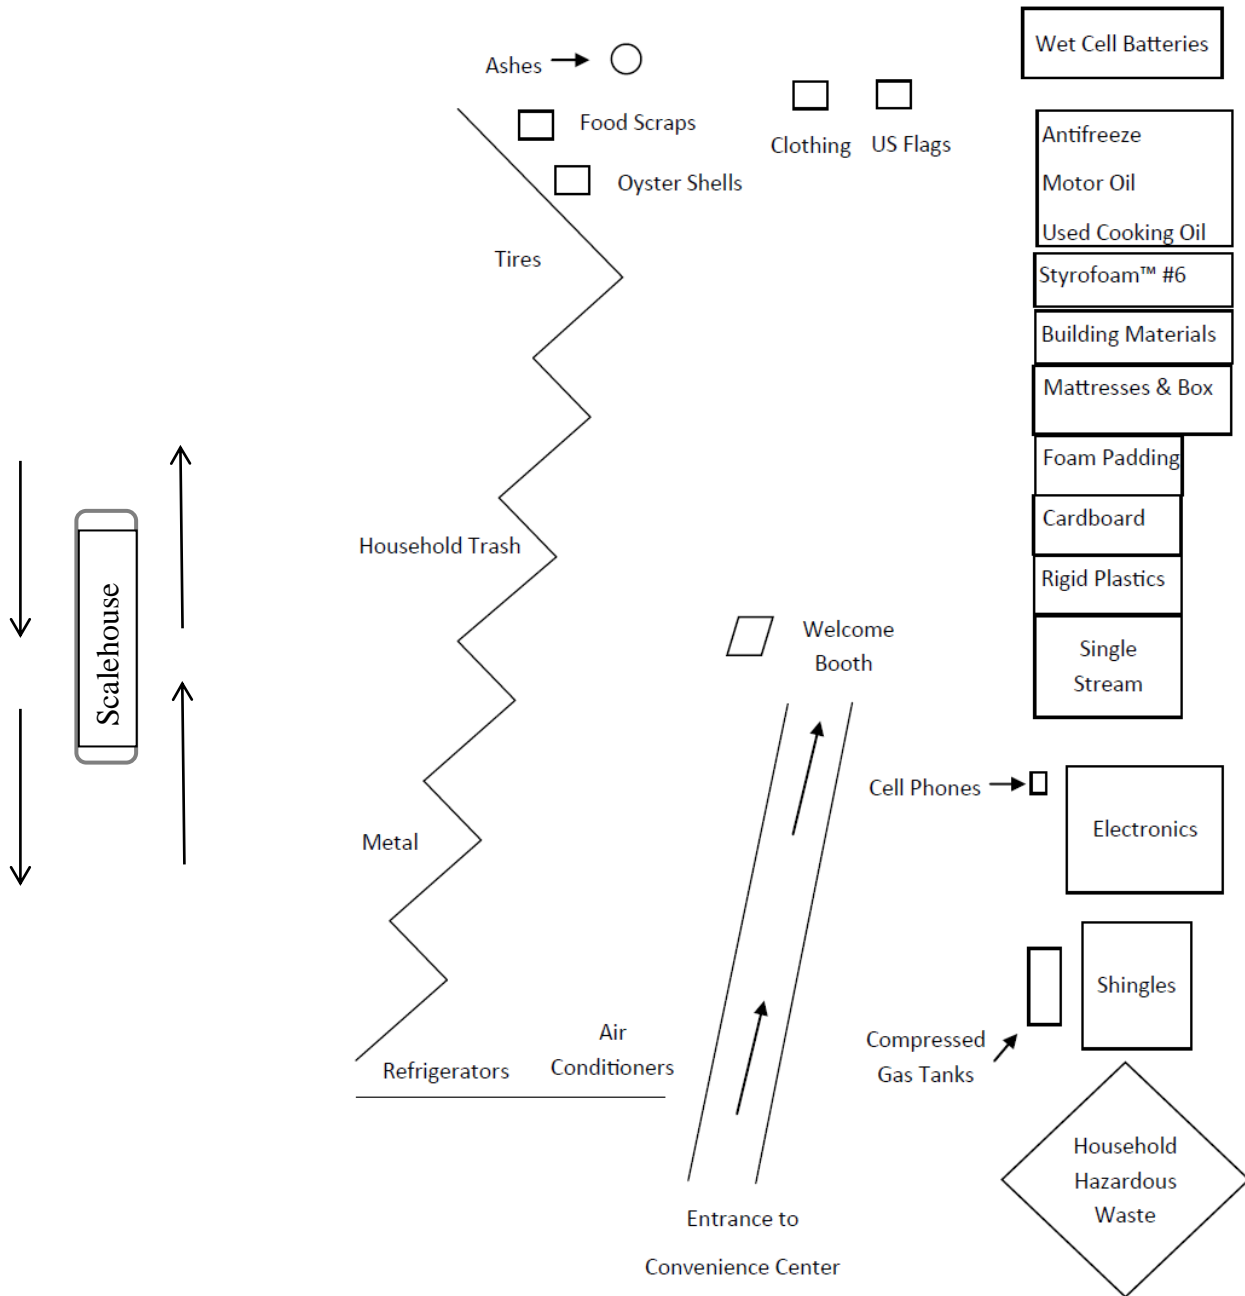 Wet Cell Batteries
Ashes
Food Scraps
Clothing
US Flags
Antifreeze
Oyster Shells
Motor Oil
Used Cooking Oil
Tires
Styrofoam™ #6
Building Materials
Mattresses & Box
Foam Padding
Cardboard
Household Trash
Rigid Plastics
Scalehouse
Welcome
Booth
Single
Stream
Cell Phones
Electronics
Metal
Shingles
Air
Conditioners
Refrigerators
Compressed
Gas Tanks
Household
Hazardous
Waste
Entrance to
Convenience Center